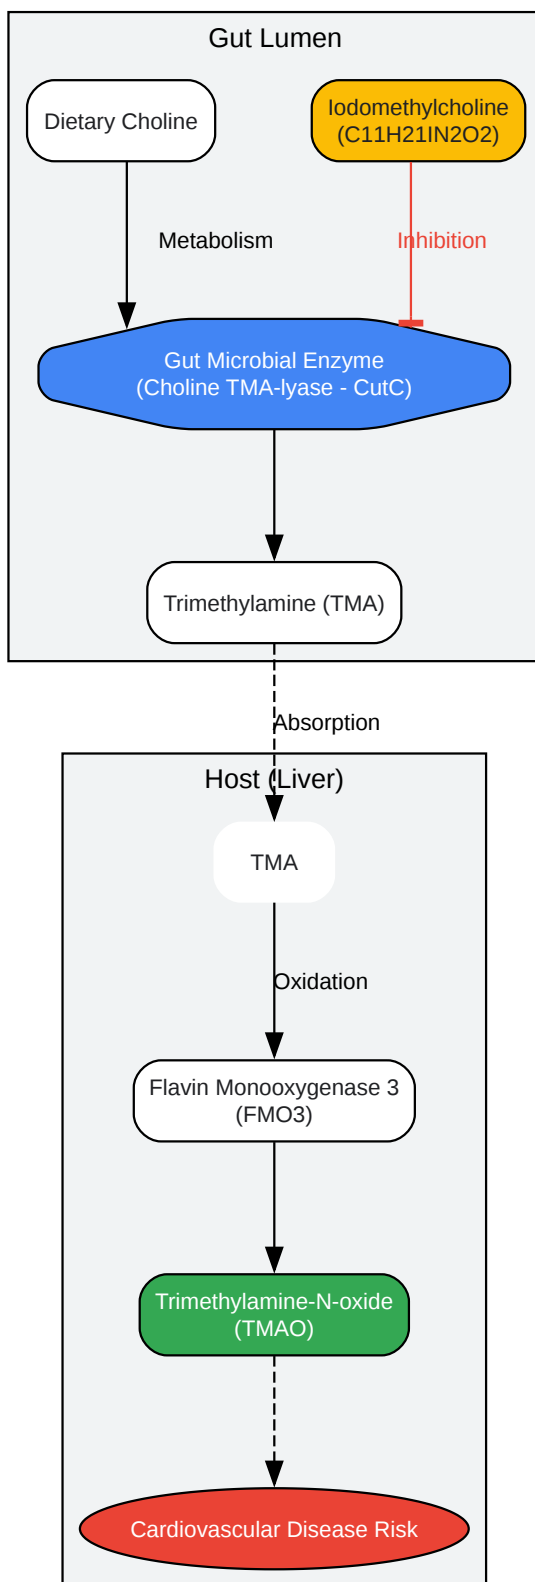 Gut Lumen
Dietary Choline
Iodomethylcholine
(C11H21IN2O2)
Metabolism
Inhibition
Gut Microbial Enzyme
(Choline TMA-lyase - CutC)
Trimethylamine (TMA)
Absorption
Host (Liver)
TMA
Oxidation
Flavin Monooxygenase 3
(FMO3)
Trimethylamine-N-oxide
(TMAO)
Cardiovascular Disease Risk